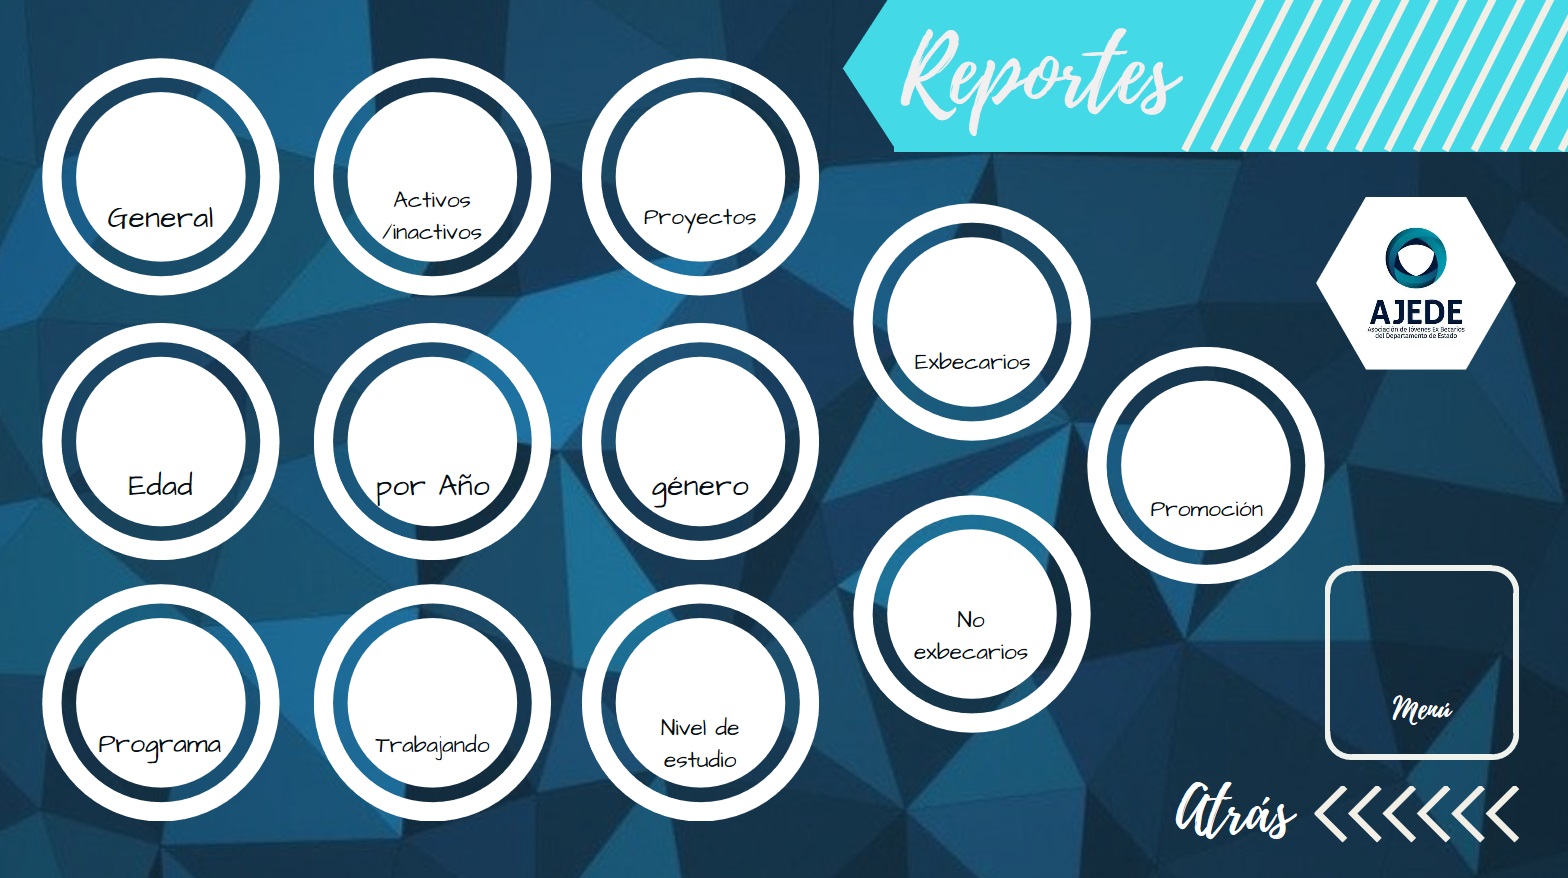 Reportes
General
Activos
/inactivos
Proyectos
Exbecarios
AJEDE
Asociación de Jóvenes Ex Becarios
del Departamento de Estado
Edad
por Año
género
Promoción
No
exbecarios
Programa
Trabajando
Nivel de
estudio
Menú
Atrás